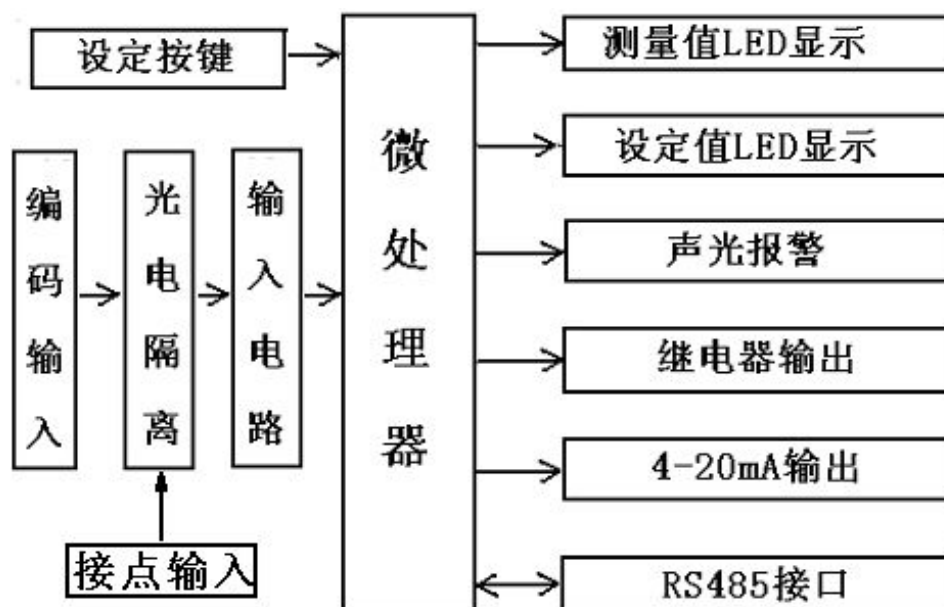 设定按键
编码输入
光电隔离
输入电路
接点输入
微处理器
测量值LED显示
设定值LED显示
声光报警
继电器输出
4-20mA输出
RS485接口